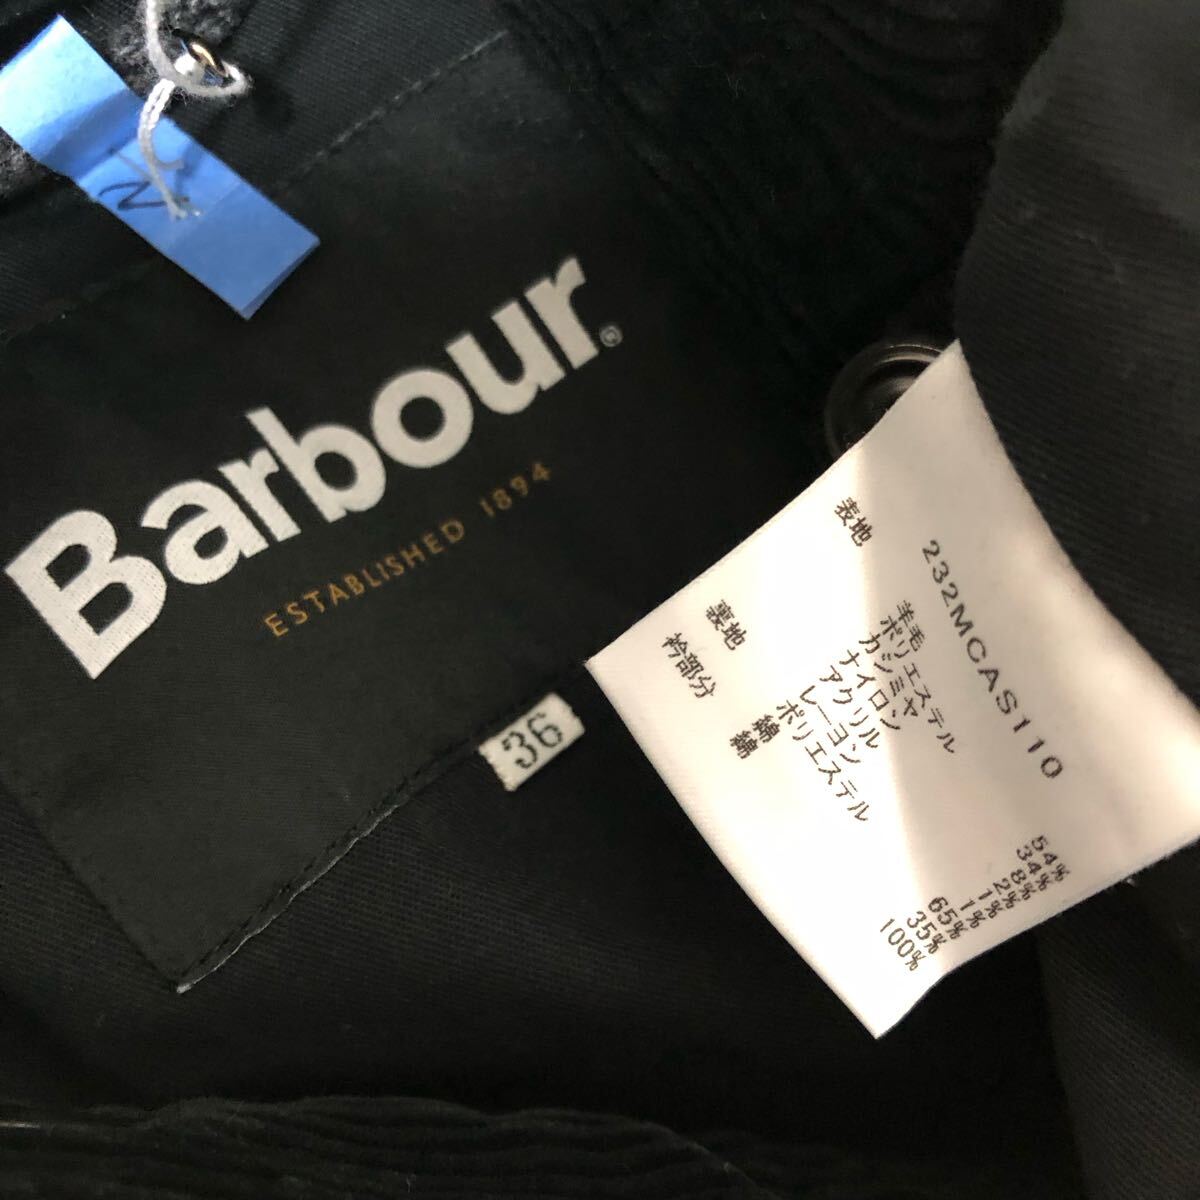 Barbour®
ESTABLISHED 1894
36
232MCAS110
表地 羊毛 54%
ポリエステル 34%
カシミヤ 8%
ナイロン 2%
アクリル 1%
レーヨン 1%
裏地 ポリエステル 65%
綿 35%
衿部分 綿 100%